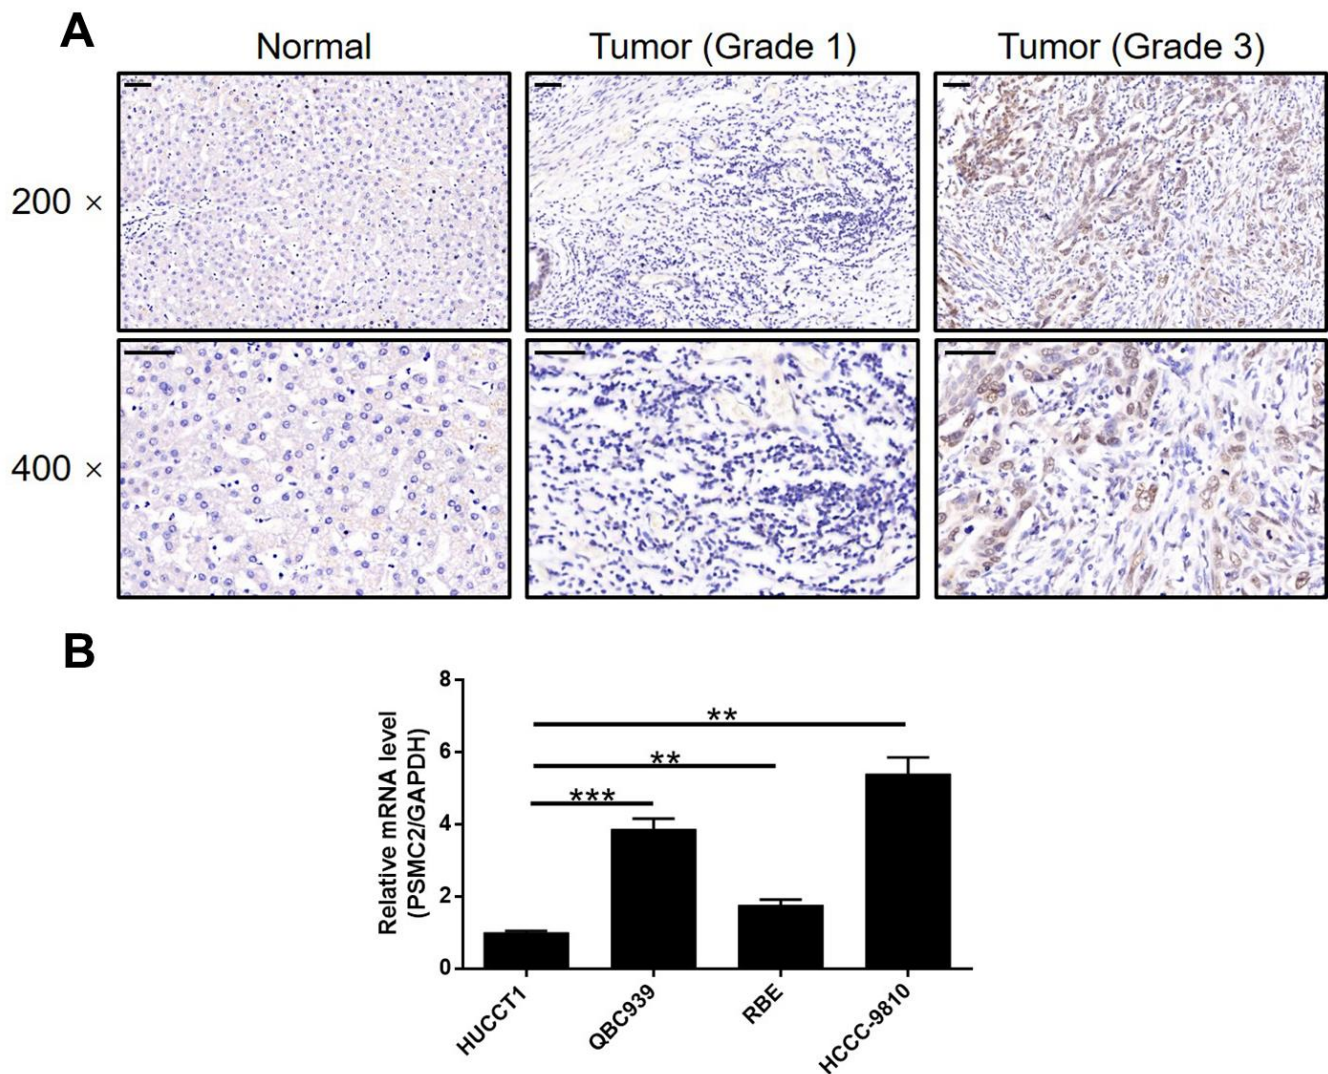 A
Normal
Tumor (Grade 1)
Tumor (Grade 3)
200 ×
400 ×
B
Relative mRNA level
(PSMC2/GAPDH)
8
6
4
2
0
**
**
***
HUCCT1
QBC939
RBE
HCCC-9810